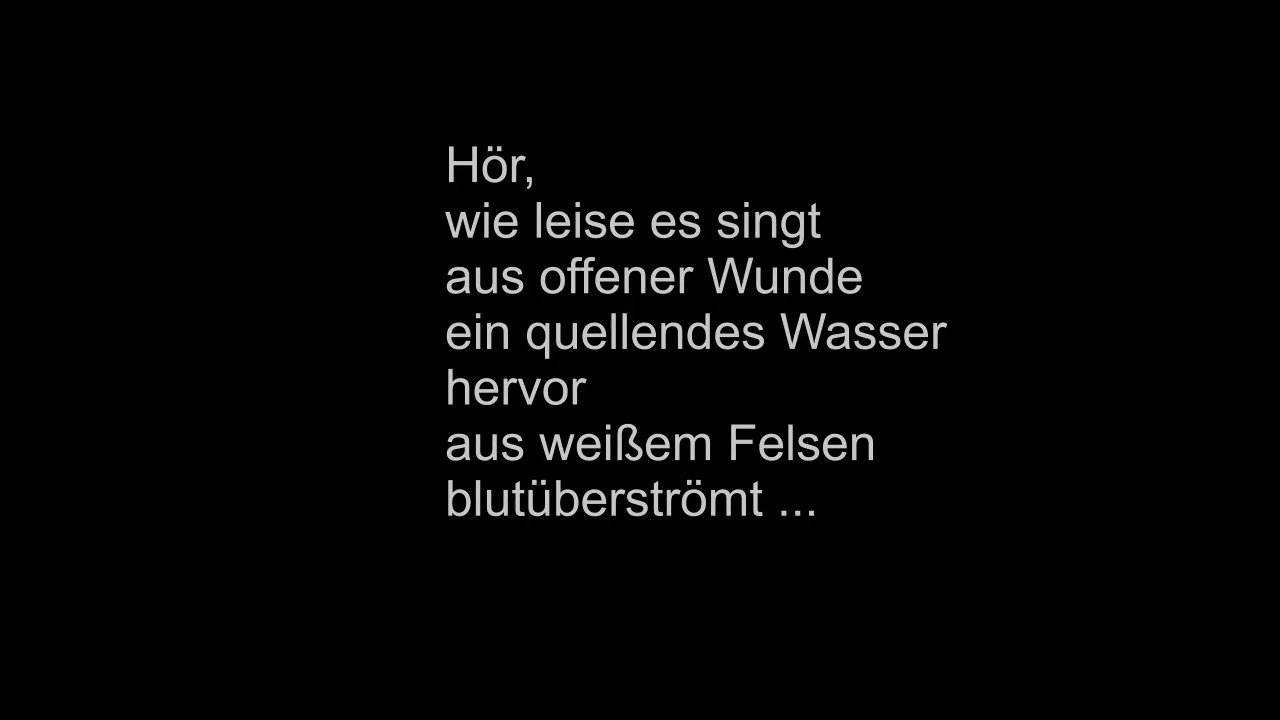 Hör,
wie leise es singt
aus offener Wunde
ein quellendes Wasser
hervor
aus weißem Felsen
blutüberströmt ...